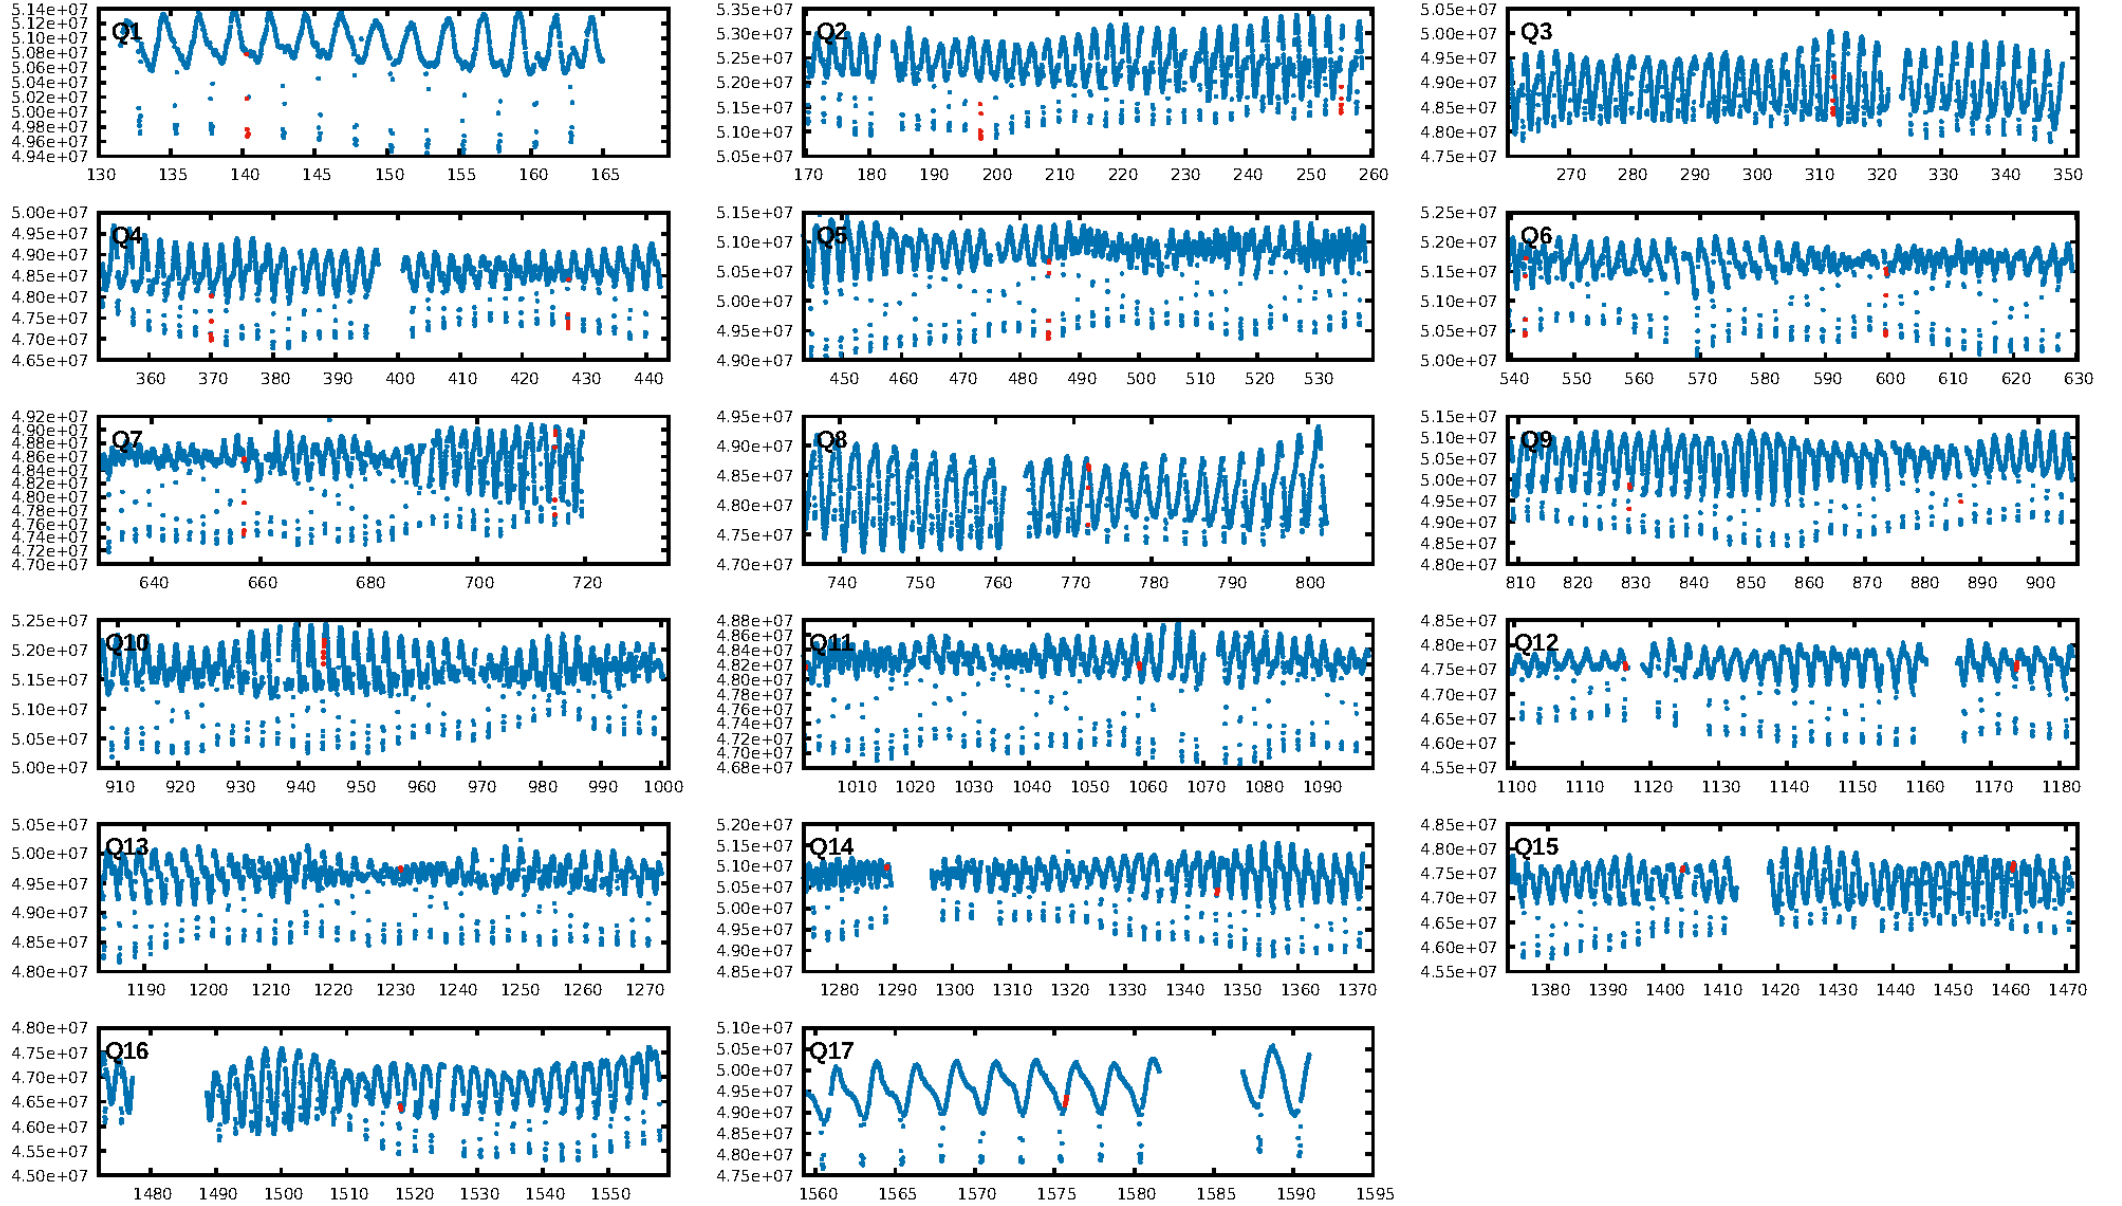 5.14e+07
5.12e+07
5.10e+07
5.08e+07
5.06e+07
5.04e+07
5.02e+07
5.00e+07
4.98e+07
4.96e+07
4.94e+07
Q1
130 135 140 145 150 155 160 165
5.35e+07
5.30e+07
5.25e+07
5.20e+07
5.15e+07
5.10e+07
5.05e+07
Q2
170 180 190 200 210 220 230 240 250 260
5.05e+07
5.00e+07
4.95e+07
4.90e+07
4.85e+07
4.80e+07
4.75e+07
Q3
270 280 290 300 310 320 330 340 350
5.00e+07
4.95e+07
4.90e+07
4.85e+07
4.80e+07
4.75e+07
4.70e+07
4.65e+07
Q4
360 370 380 390 400 410 420 430 440
5.15e+07
5.10e+07
5.05e+07
5.00e+07
4.95e+07
4.90e+07
Q5
450 460 470 480 490 500 510 520 530
5.25e+07
5.20e+07
5.15e+07
5.10e+07
5.05e+07
5.00e+07
Q6
540 550 560 570 580 590 600 610 620 630
4.92e+07
4.90e+07
4.88e+07
4.86e+07
4.84e+07
4.82e+07
4.80e+07
4.78e+07
4.76e+07
4.74e+07
4.72e+07
4.70e+07
Q7
640 660 680 700 720
4.95e+07
4.90e+07
4.85e+07
4.80e+07
4.75e+07
4.70e+07
Q8
740 750 760 770 780 790 800
5.15e+07
5.10e+07
5.05e+07
5.00e+07
4.95e+07
4.90e+07
4.85e+07
4.80e+07
Q9
810 820 830 840 850 860 870 880 890 900
5.25e+07
5.20e+07
5.15e+07
5.10e+07
5.05e+07
5.00e+07
Q10
910 920 930 940 950 960 970 980 990 1000
4.88e+07
4.86e+07
4.84e+07
4.82e+07
4.80e+07
4.78e+07
4.76e+07
4.74e+07
4.72e+07
4.70e+07
4.68e+07
Q11
1010 1020 1030 1040 1050 1060 1070 1080 1090
4.85e+07
4.80e+07
4.75e+07
4.70e+07
4.65e+07
4.60e+07
4.55e+07
Q12
1100 1110 1120 1130 1140 1150 1160 1170 1180
5.05e+07
5.00e+07
4.95e+07
4.90e+07
4.85e+07
4.80e+07
Q13
1190 1200 1210 1220 1230 1240 1250 1260 1270
5.20e+07
5.15e+07
5.10e+07
5.05e+07
5.00e+07
4.95e+07
4.90e+07
4.85e+07
Q14
1280 1290 1300 1310 1320 1330 1340 1350 1360 1370
4.85e+07
4.80e+07
4.75e+07
4.70e+07
4.65e+07
4.60e+07
4.55e+07
Q15
1380 1390 1400 1410 1420 1430 1440 1450 1460 1470
4.80e+07
4.75e+07
4.70e+07
4.65e+07
4.60e+07
4.55e+07
4.50e+07
Q16
1480 1490 1500 1510 1520 1530 1540 1550
5.10e+07
5.05e+07
5.00e+07
4.95e+07
4.90e+07
4.85e+07
4.80e+07
4.75e+07
Q17
1560 1565 1570 1575 1580 1585 1590 1595